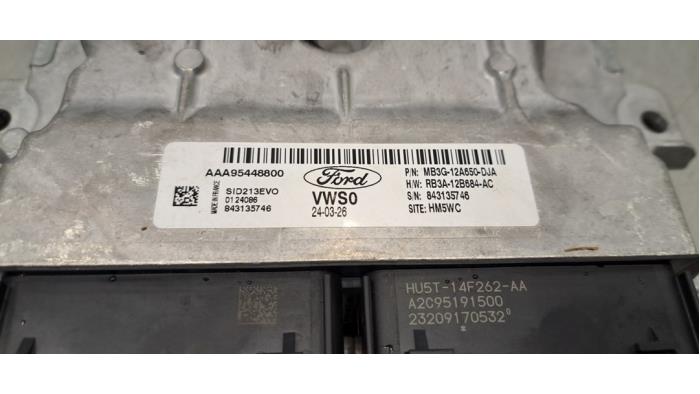 AAA95448800
MADE IN FRANCE
SID213EVO
0124086
843135746
Ford
VWS0
24-03-26
P/N: MB3G-12A650-DJA
H/W: RB3A-12B684-AC
S/N: 843135746
SITE: HM5WC
HU5T-14F262-AA
A2C95191500
23209170532